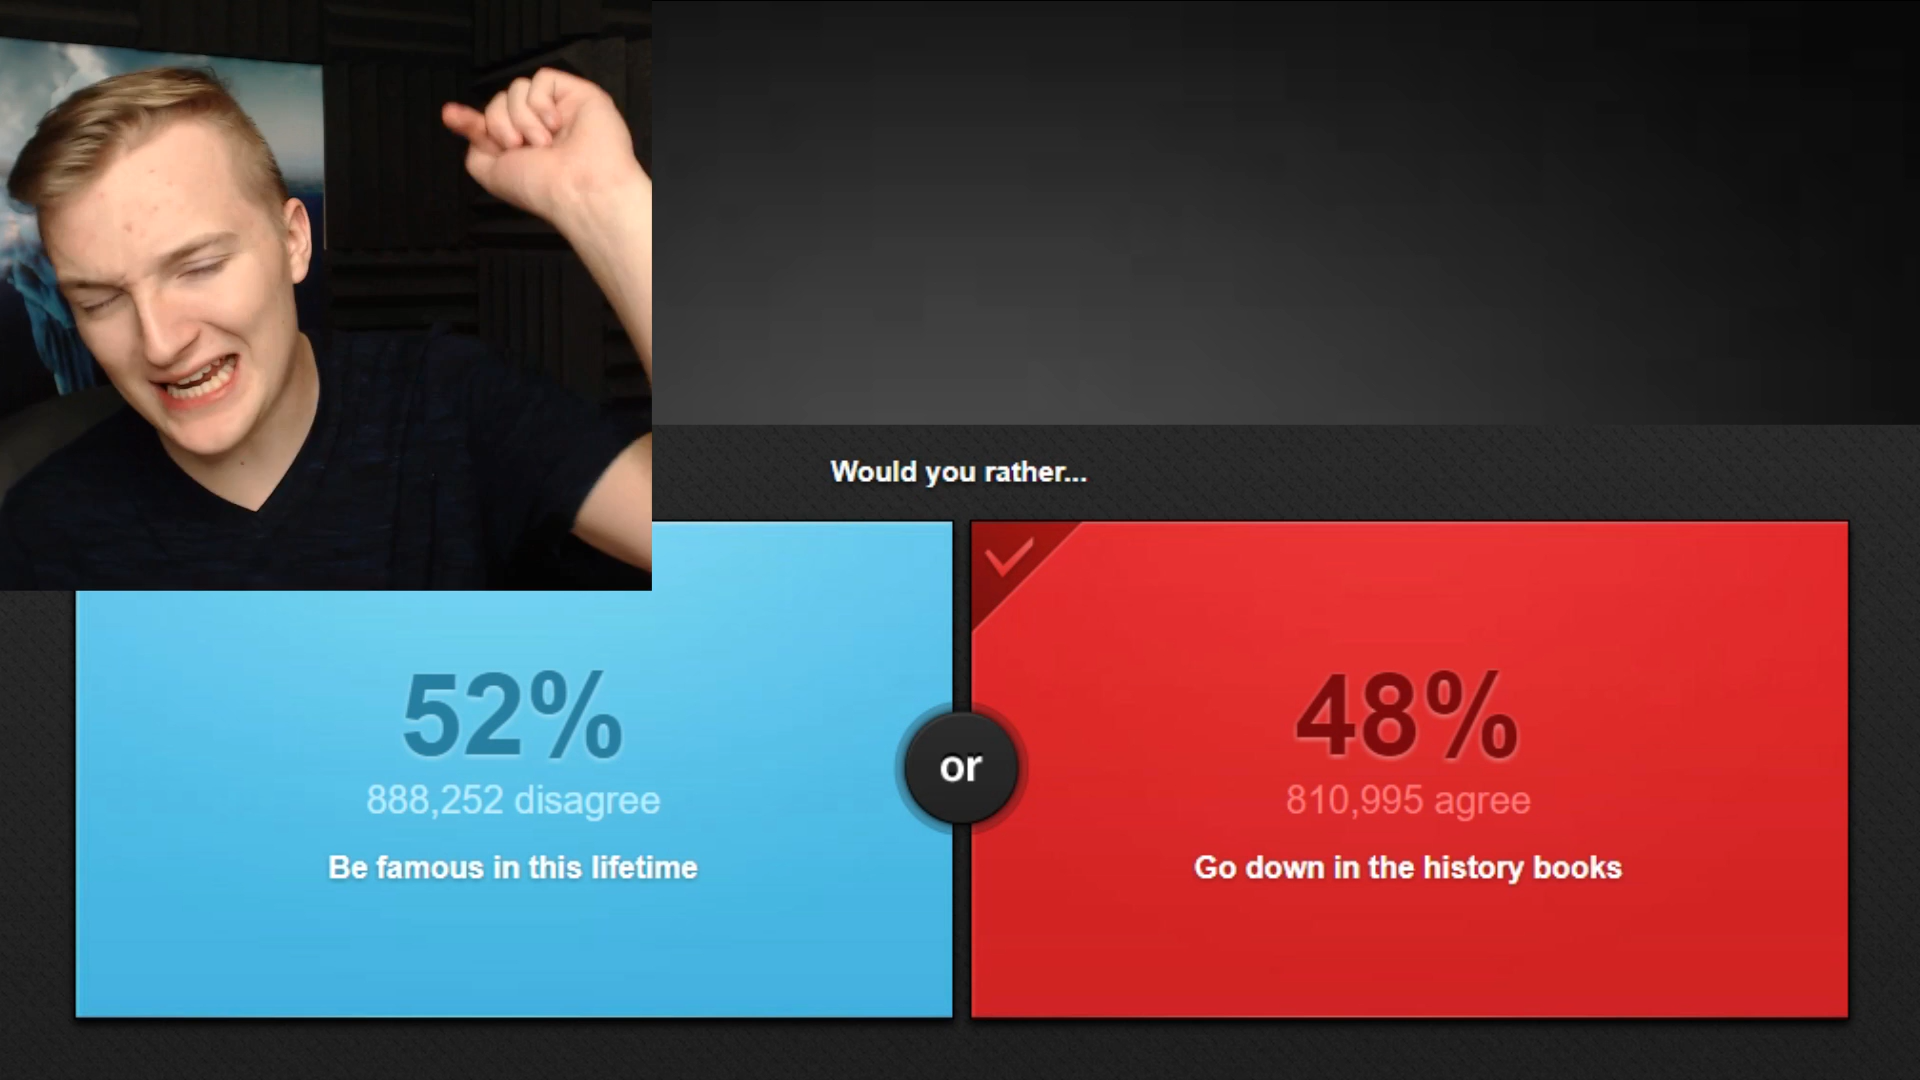 Would you rather...
52%
888,252 disagree
Be famous in this lifetime
or
48%
810,995 agree
Go down in the history books